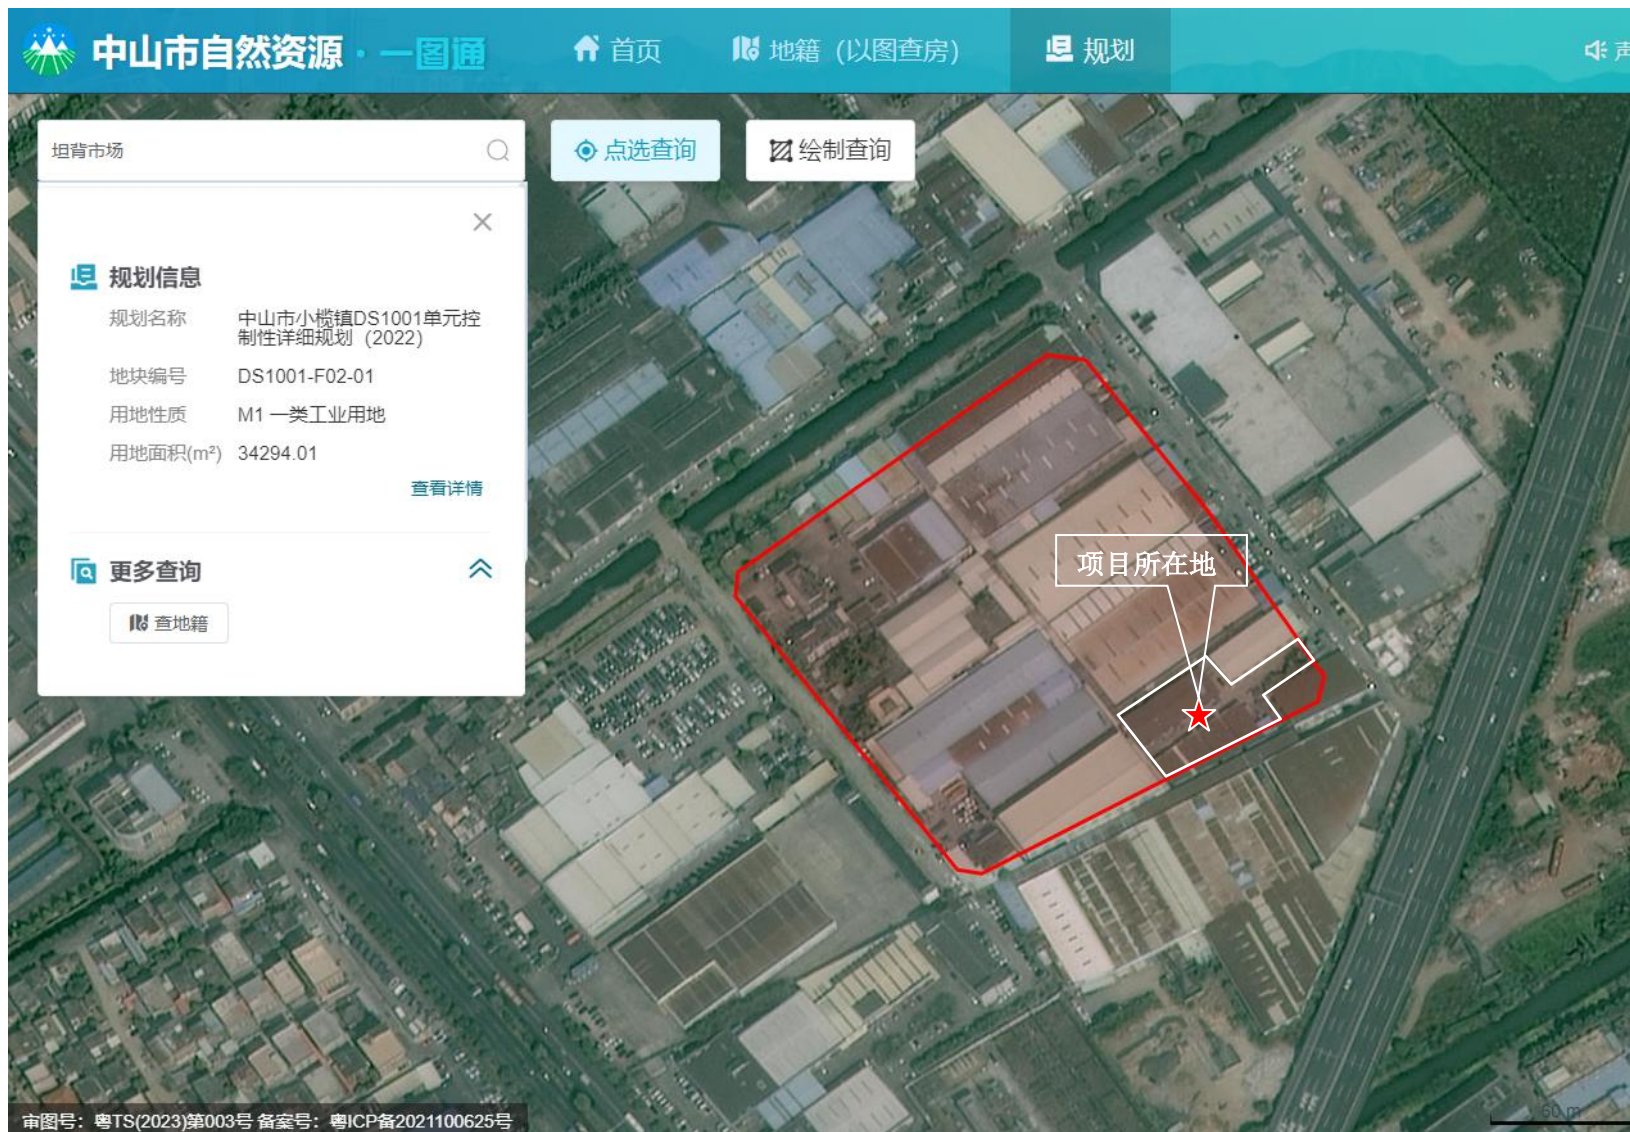 中山市自然资源·一图通
首页
地籍（以图查房）
规划
声
坦背市场
点选查询
绘制查询
规划信息
规划名称 中山市小榄镇DS1001单元控
制性详细规划（2022）
地块编号 DS1001-F02-01
用地性质 M1 一类工业用地
用地面积(m²) 34294.01
查看详情
更多查询
查地籍
项目所在地
审图号：粤TS(2023)第003号 备案号：粤ICP备2021100625号
60 m